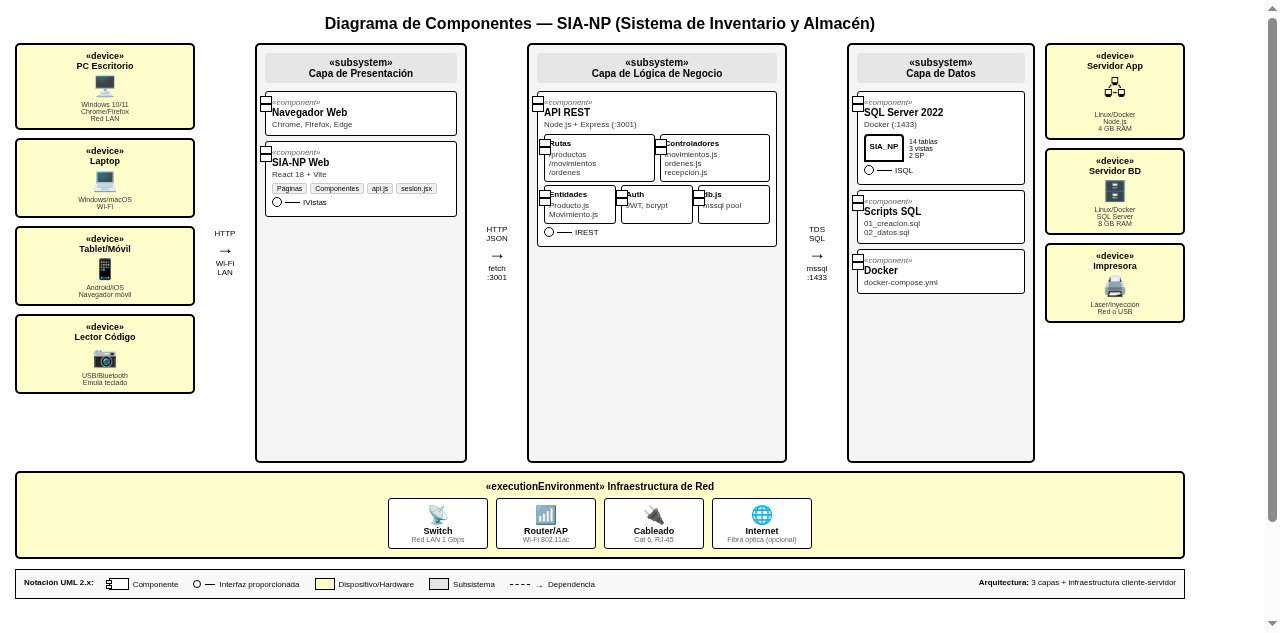 Diagrama de Componentes — SIA-NP (Sistema de Inventario y Almacén)
«device»
PC Escritorio
Windows 10/11
Chrome/Firefox
Red LAN
«device»
Laptop
Windows/macOS
Wi-Fi
«device»
Tablet/Móvil
Android/iOS
Navegador móvil
«device»
Lector Código
USB/Bluetooth
Emula teclado
HTTP
→
Wi-Fi
LAN
«subsystem»
Capa de Presentación
«component»
Navegador Web
Chrome, Firefox, Edge
«component»
SIA-NP Web
React 18 + Vite
Páginas Componentes api.js sesion.jsx
IVistas
HTTP
JSON
→
fetch
:3001
«subsystem»
Capa de Lógica de Negocio
«component»
API REST
Node.js + Express (:3001)
Rutas
/productos
/movimientos
/ordenes
Controladores
movimientos.js
ordenes.js
recepcion.js
Entidades
Producto.js
Movimiento.js
Auth
JWT, bcrypt
db.js
mssql pool
IREST
TDS
SQL
→
mssql
:1433
«subsystem»
Capa de Datos
«component»
SQL Server 2022
Docker (:1433)
SIA_NP
14 tablas
3 vistas
2 SP
ISQL
«component»
Scripts SQL
01_creacion.sql
02_datos.sql
«component»
Docker
docker-compose.yml
«device»
Servidor App
Linux/Docker
Node.js
4 GB RAM
«device»
Servidor BD
Linux/Docker
SQL Server
8 GB RAM
«device»
Impresora
Láser/Inyección
Red o USB
«executionEnvironment» Infraestructura de Red
Switch
Red LAN 1 Gbps
Router/AP
Wi-Fi 802.11ac
Cableado
Cat 6, RJ-45
Internet
Fibra óptica (opcional)
Notación UML 2.x: Componente Interfaz proporcionada Dispositivo/Hardware Subsistema → Dependencia Arquitectura: 3 capas + infraestructura cliente-servidor